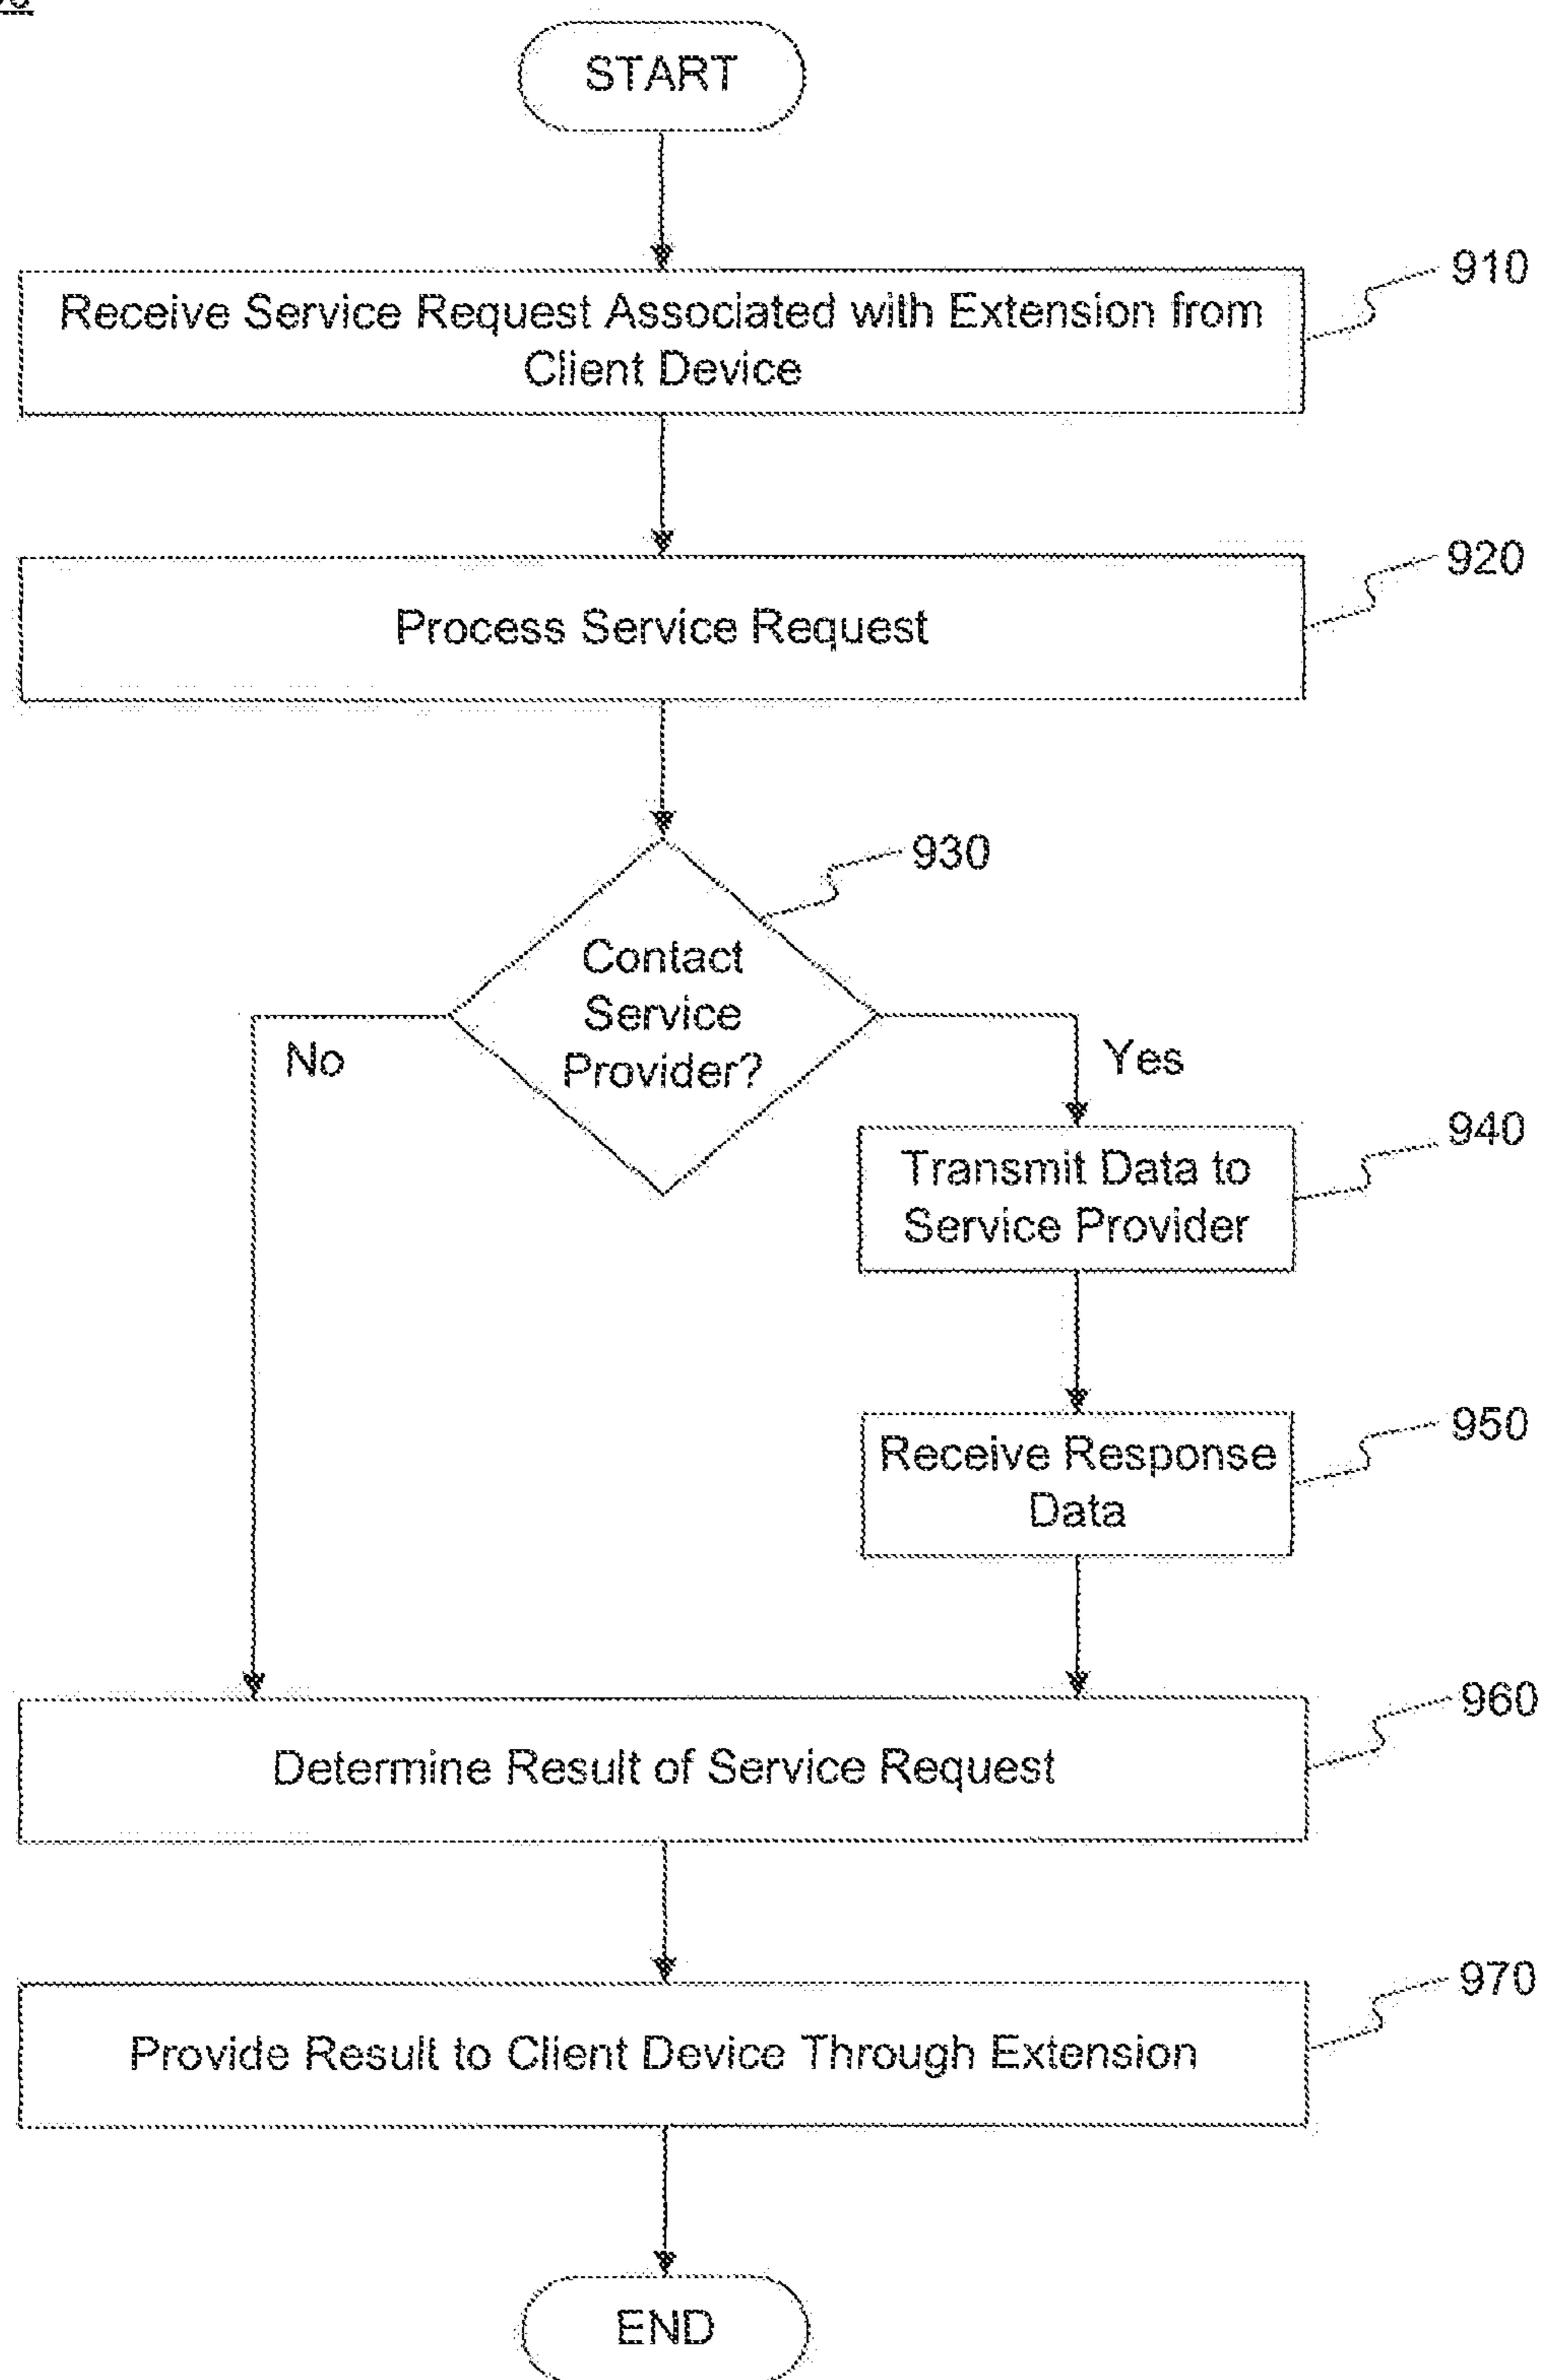 START
910
Receive Service Request Associated with Extension from
Client Device
920
Process Service Request
930
Contact
Service
Provider?
No
Yes
940
Transmit Data to
Service Provider
950
Receive Response
Data
960
Determine Result of Service Request
970
Provide Result to Client Device Through Extension
END